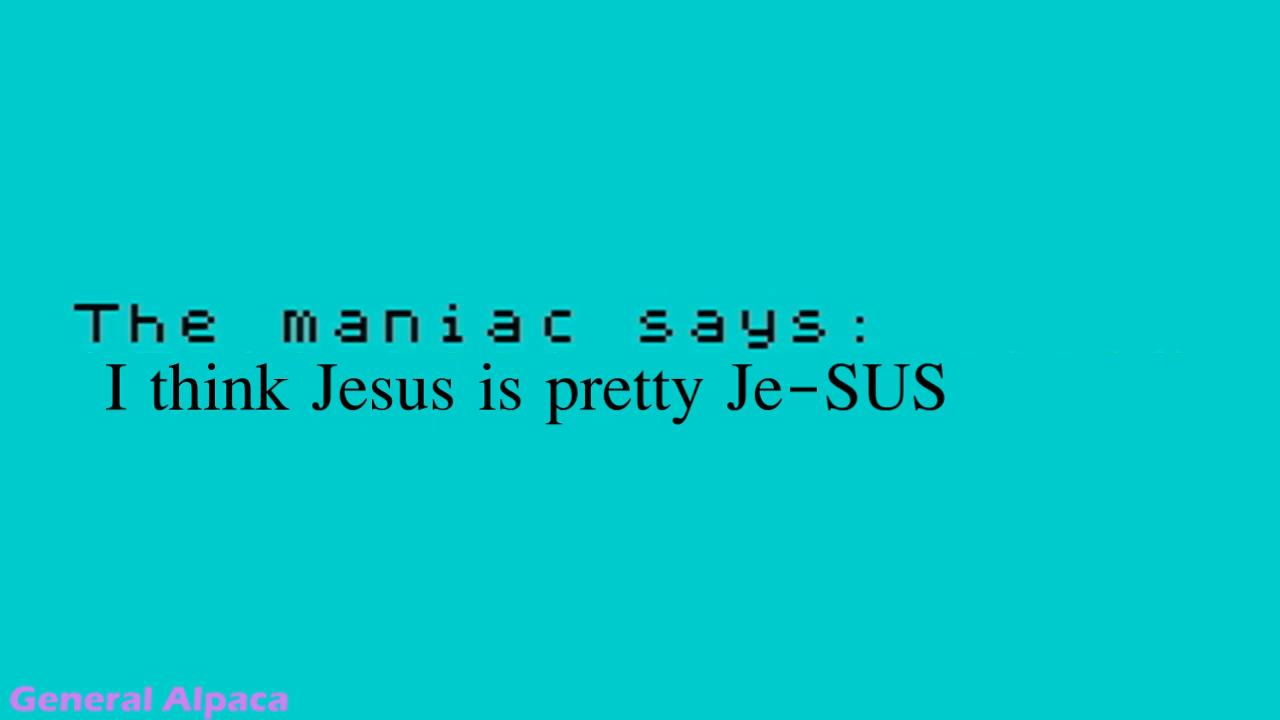 The maniac says:
I think Jesus is pretty Je-SUS
General Alpaca